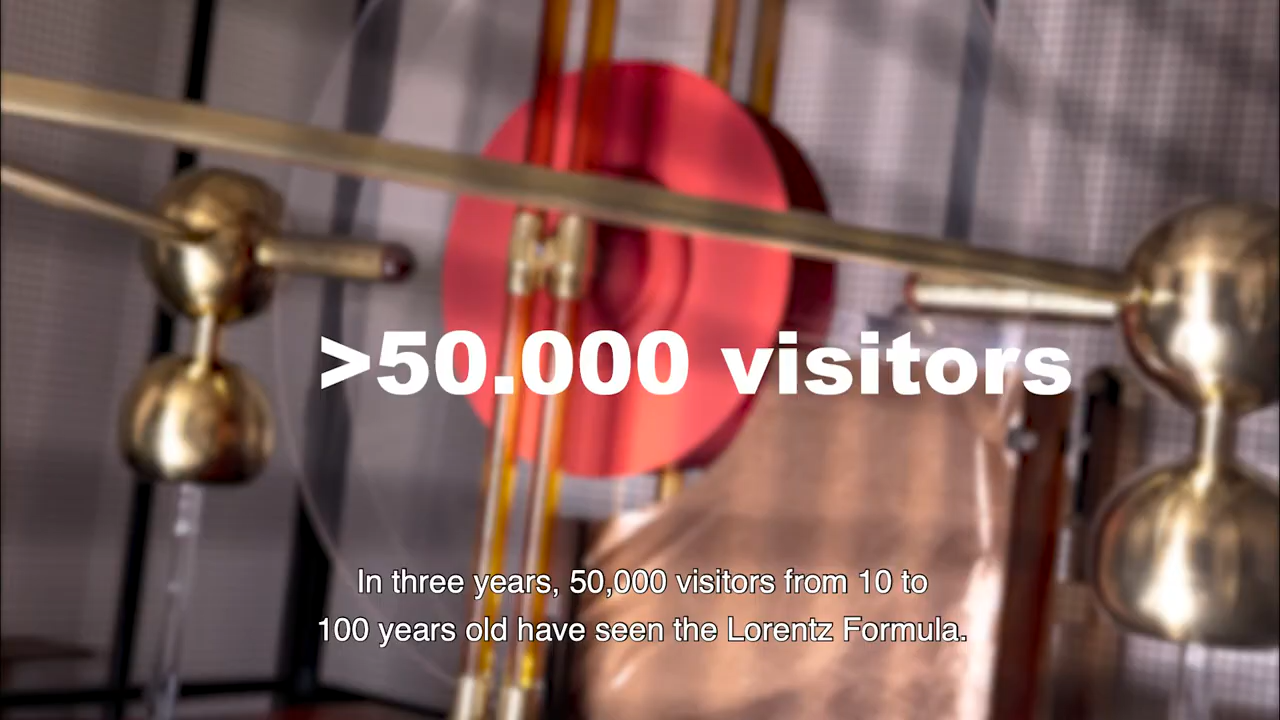 >50.000 visitors
In three years, 50,000 visitors from 10 to
100 years old have seen the Lorentz Formula.